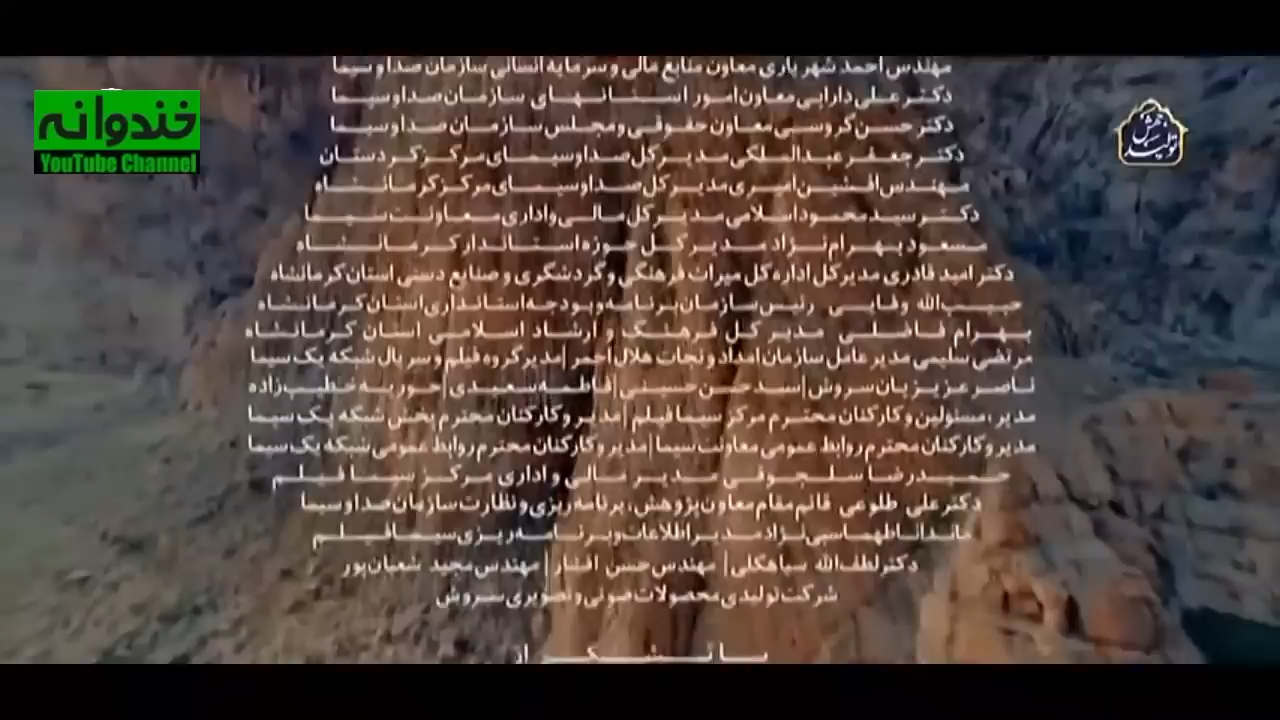 مهندس احمد شهریاری معاون منابع مالی و سرمایه انسانی سازمان صدا و سیما
خندوانه
YouTube Channel
دکتر علی دارابی معاون امور استانهای سازمان صدا و سیما
تولید و پخش
دکتر حسن کروسی معاون حقوقی و مجلس سازمان صدا و سیما
دکتر جعفر عبدالملکی مدیر کل صدا و سیمای مرکز کردستان
مهندس افشین امیری مدیر کل صدا و سیمای مرکز کرمانشاه
دکتر سید محمود اسلامی مدیر کل مالی و اداری معاونت سیما
مسعود بهرام نژاد مدیر کل حوزه استاندار کرمانشاه
دکتر امید قادری مدیر کل اداره کل میراث فرهنگی و گردشگری و صنایع دستی استان کرمانشاه
حبیب الله وفایی رئیس سازمان برنامه و بودجه استانداری استان کرمانشاه
بهرام فاضلی مدیر کل فرهنگ و ارشاد اسلامی استان کرمانشاه
مرتضی سلیمی مدیر عامل سازمان امداد و نجات هلال احمر | مدیر گروه فیلم و سریال شبکه یک سیما
ناصر عزیزیان سروش | سید حسن حسینی | فاطمه سعیدی | حوریه خطیب زاده
مدیر، مسئولین و کارکنان محترم مرکز سیما فیلم | مدیر و کارکنان محترم پخش شبکه یک سیما
مدیر و کارکنان محترم روابط عمومی معاونت سیما | مدیر و کارکنان محترم روابط عمومی شبکه یک سیما
حمیدرضا سلجوقی مدیر مالی و اداری مرکز سیما فیلم
دکتر علی طلوعی قائم مقام معاون پژوهش، برنامه ریزی و نظارت سازمان صدا و سیما
ماندانا طهماسبی نژاد مدیر اطلاعات و برنامه ریزی سیما فیلم
دکتر لطف الله سیاهکلی | مهندس حسن افشار | مهندس مجید شعبان پور
شرکت تولیدی محصولات صوتی و تصویری سروش
با تشکر از